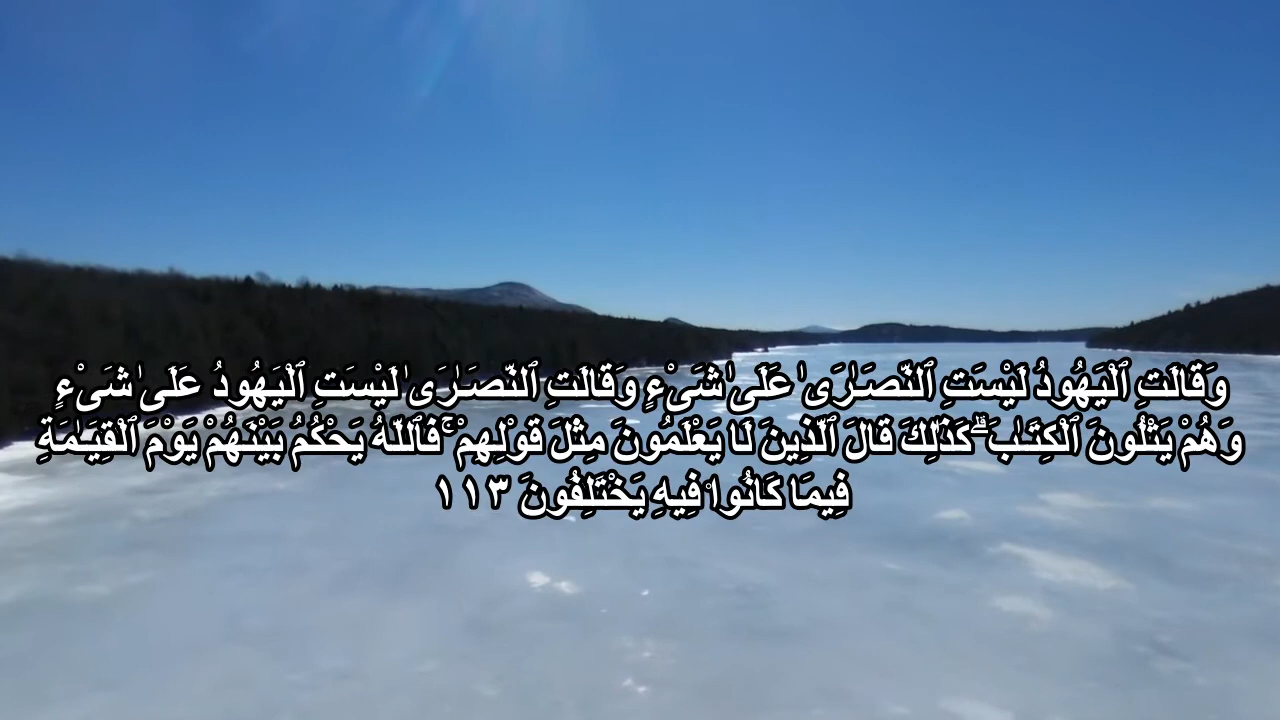 وَقَالَتِ ٱلْيَهُودُ لَيْسَتِ ٱلنَّصَـٰرَىٰ عَلَىٰ شَىْءٍ وَقَالَتِ ٱلنَّصَـٰرَىٰ لَيْسَتِ ٱلْيَهُودُ عَلَىٰ شَىْءٍ
وَهُمْ يَتْلُونَ ٱلْكِتَـٰبَ ۗ كَذَٰلِكَ قَالَ ٱلَّذِينَ لَا يَعْلَمُونَ مِثْلَ قَوْلِهِمْ ۚ فَٱللَّهُ يَحْكُمُ بَيْنَهُمْ يَوْمَ ٱلْقِيَـٰمَةِ
فِيمَا كَانُوا۟ فِيهِ يَخْتَلِفُونَ ١١٣